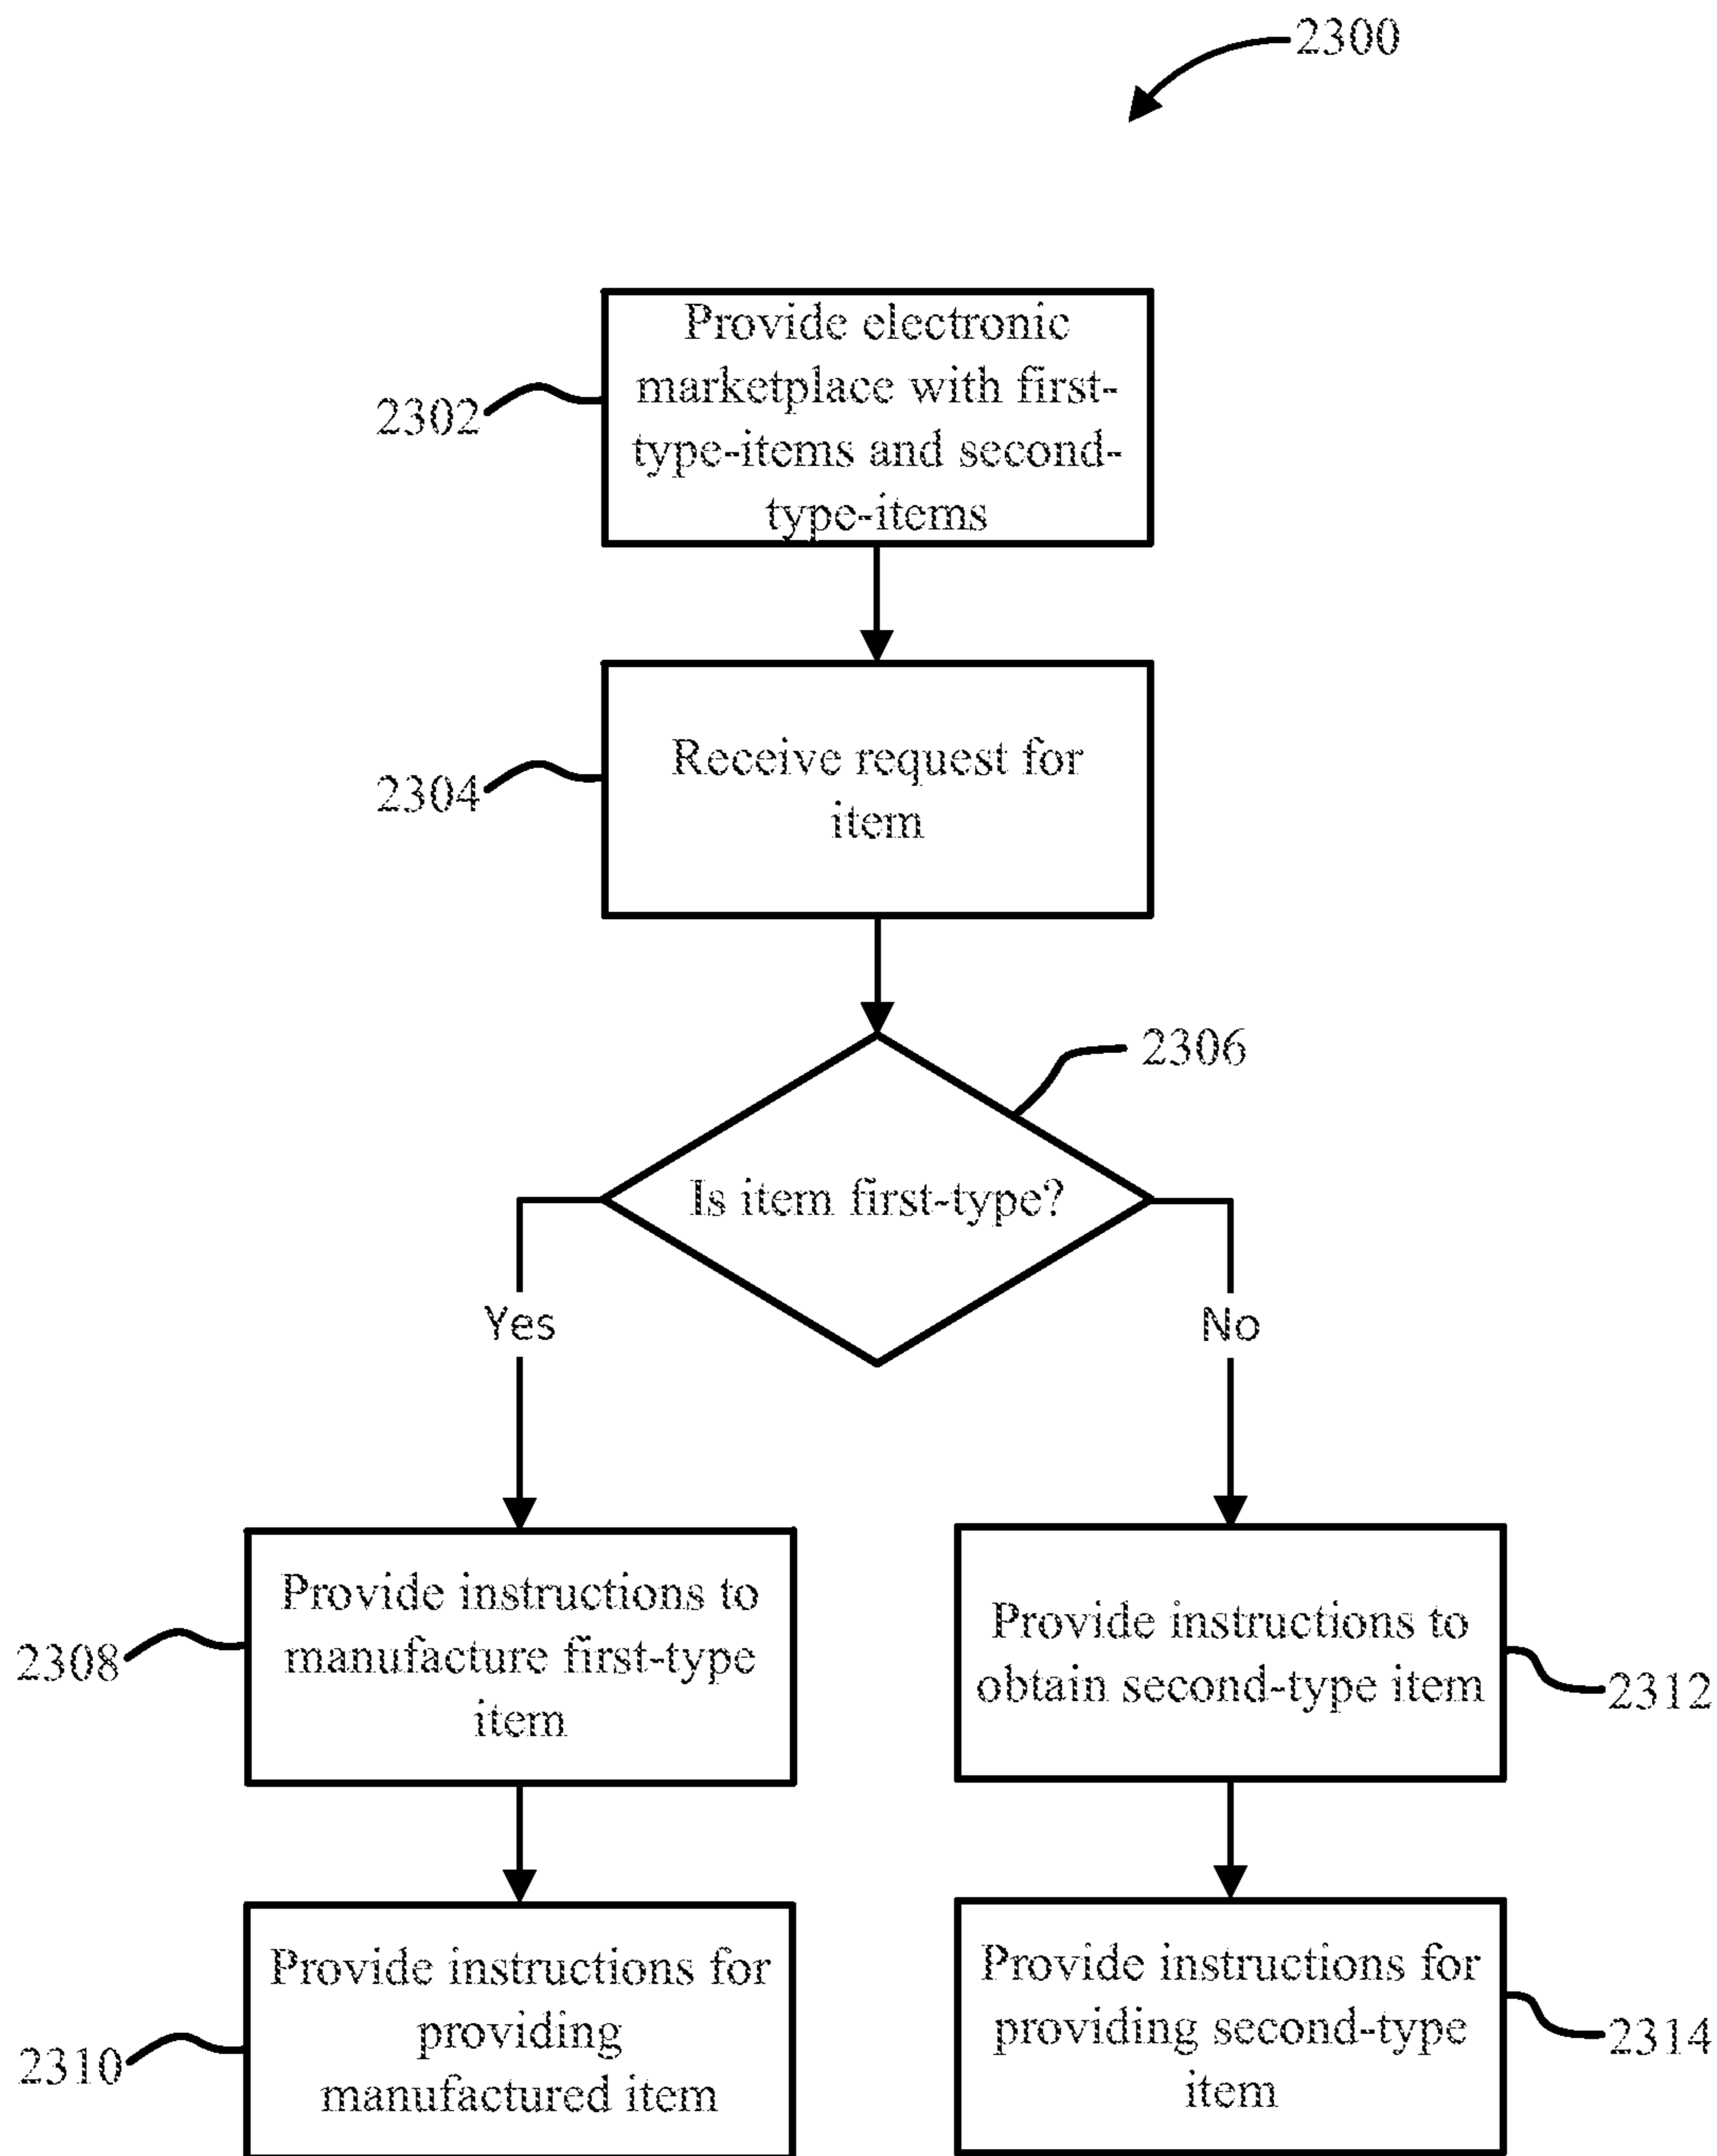 2300
Provide electronic
marketplace with first-
type-items and second-
type-items
2302
Receive request for
item
2304
2306
Is item first-type?
Yes
No
Provide instructions to
manufacture first-type
item
2308
Provide instructions to
obtain second-type item
2312
Provide instructions for
providing
manufactured item
2310
Provide instructions for
providing second-type
item
2314